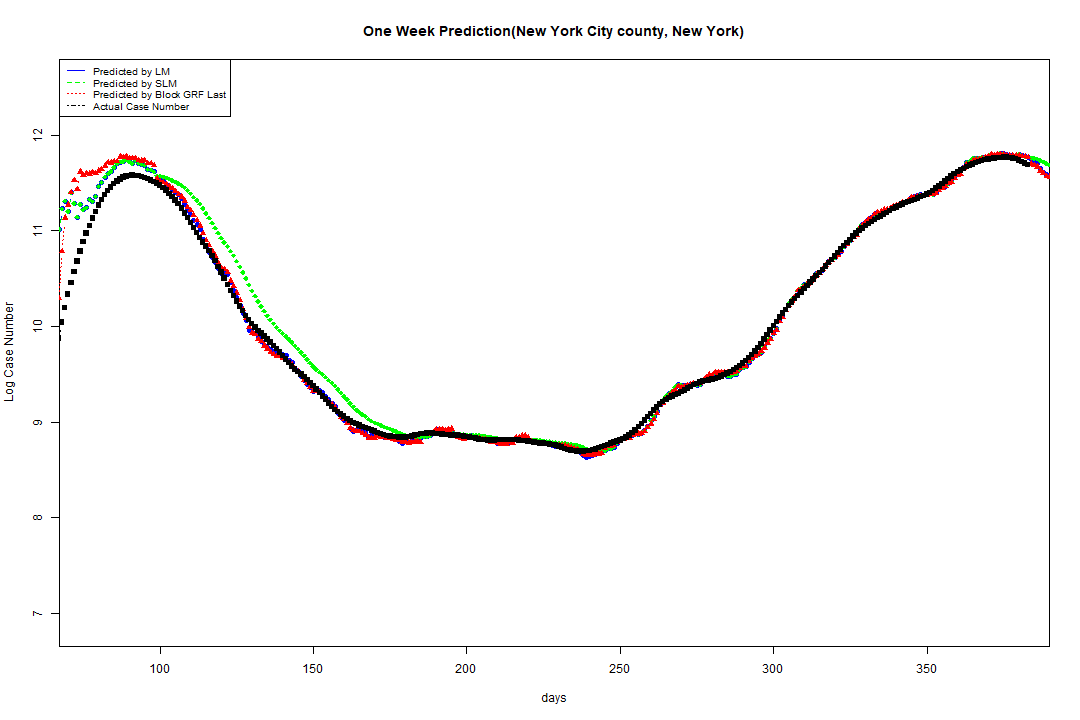 One Week Prediction(New York City county, New York)
Predicted by LM
Predicted by SLM
Predicted by Block GRF Last
Actual Case Number
12
11
10
9
8
7
Log Case Number
100 150 200 250 300 350
days